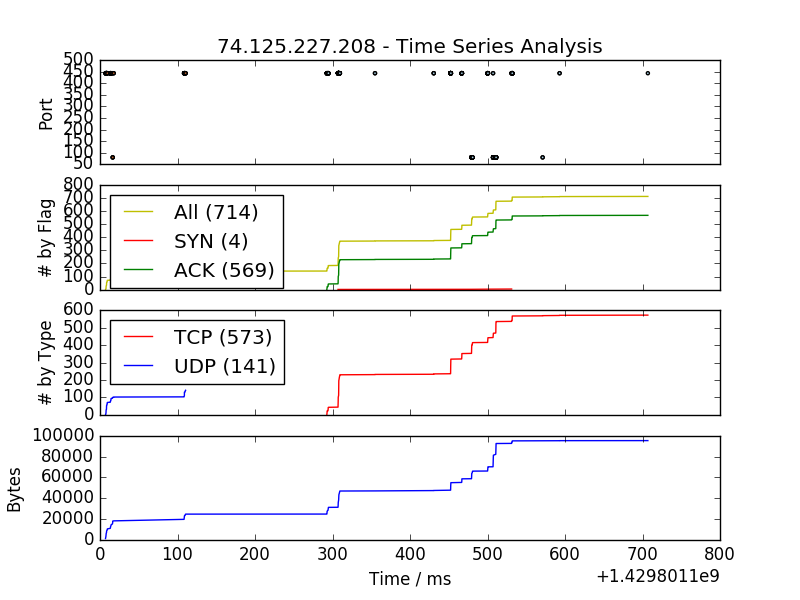 74.125.227.208 - Time Series Analysis
500
450
400
350
300
250
200
150
100
50
Port
800
700
600
500
400
300
200
100
0
# by Flag
All (714)
SYN (4)
ACK (569)
600
500
400
300
200
100
0
# by Type
TCP (573)
UDP (141)
100000
80000
60000
40000
20000
0
Bytes
0 100 200 300 400 500 600 700 800
Time / ms
+1.4298011e9